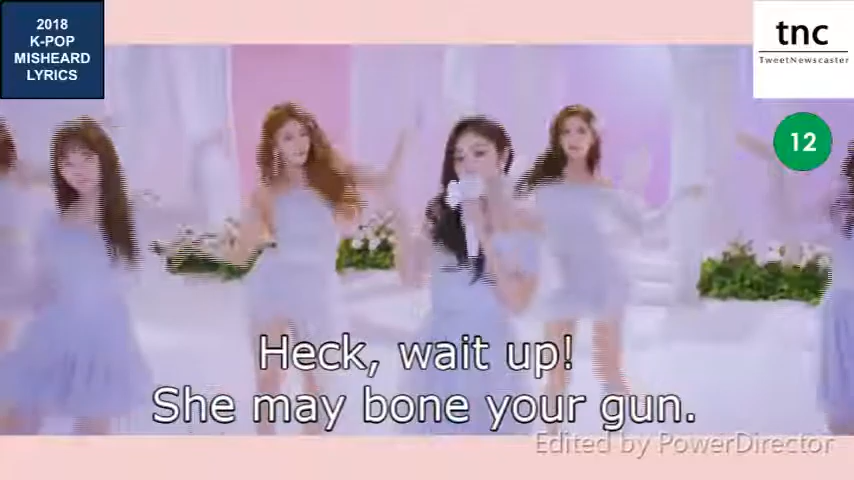 2018
K-POP
MISHEARD
LYRICS
tnc
TweetNewscaster
12
Heck, wait up!
She may bone your gun.
Edited by PowerDirector